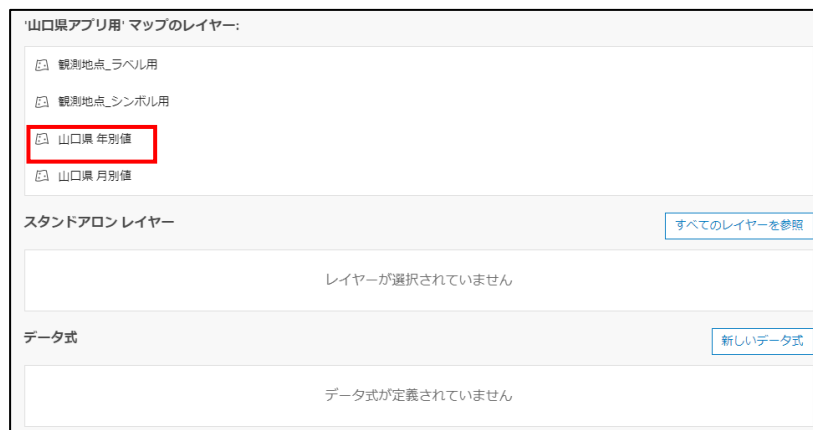 '山口県アプリ用' マップのレイヤー:
観測地点_ラベル用
観測地点_シンボル用
山口県 年別値
山口県 月別値
スタンドアロン レイヤー
すべてのレイヤーを参照
レイヤーが選択されていません
データ式
新しいデータ式
データ式が定義されていません